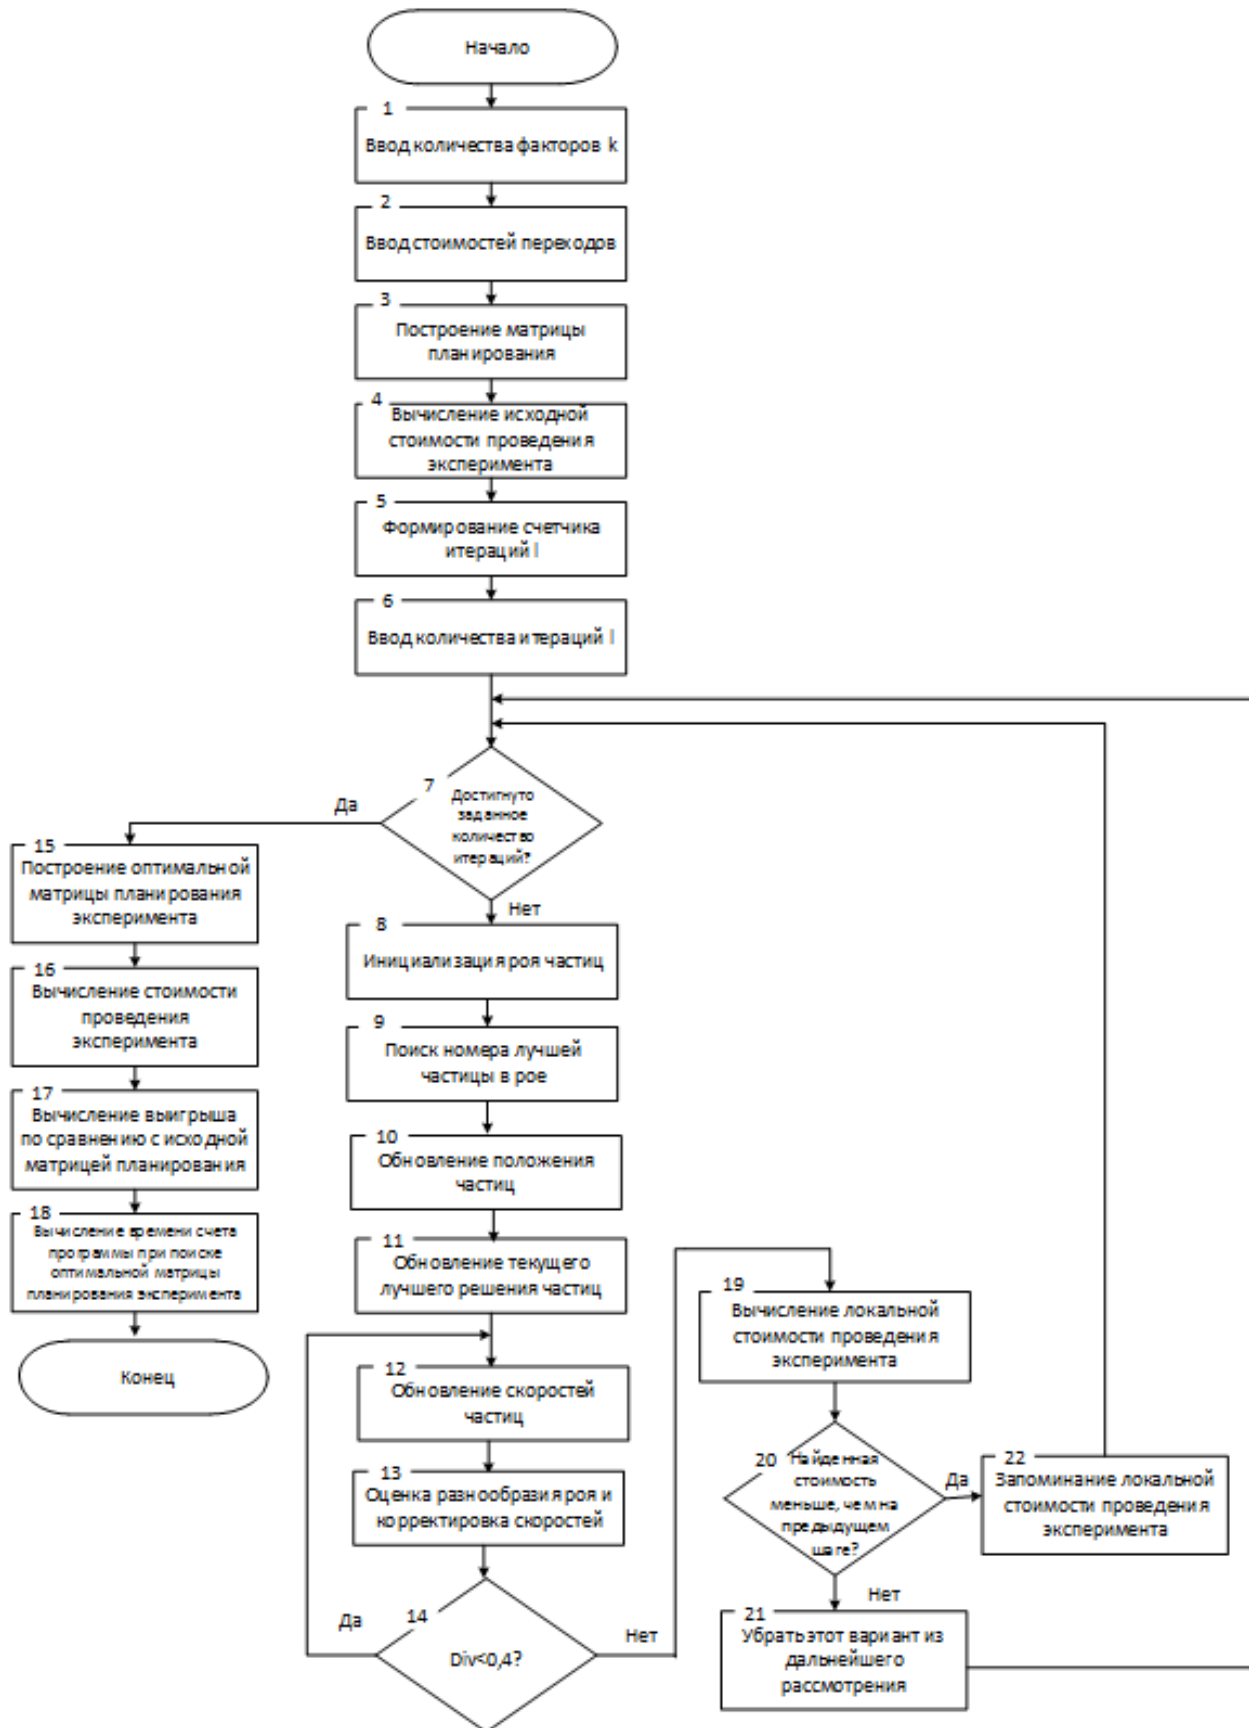 Начало
1
Ввод количества факторов k
2
Ввод стоимостей переходов
3
Построение матрицы
планирования
4
Вычисление исходной
стоимости проведения
эксперимента
5
Формирование счетчика
итераций l
6
Ввод количества итераций l
7
Достигнуто
заданное
количество
итераций?
Да
Нет
15
Построение оптимальной
матрицы планирования
эксперимента
16
Вычисление стоимости
проведения
эксперимента
17
Вычисление выигрыша
по сравнению с исходной
матрицей планирования
18
Вычисление времени счета
программы при поиске
оптимальной матрицы
планирования эксперимента
Конец
8
Инициализация роя частиц
9
Поиск номера лучшей
частицы в рое
10
Обновление положения
частиц
11
Обновление текущего
лучшего решения частиц
12
Обновление скоростей
частиц
13
Оценка разнообразия роя и
корректировка скоростей
14
Div<0,4?
Да
Нет
19
Вычисление локальной
стоимости проведения
эксперимента
20
Найденная
стоимость
меньше, чем на
предыдущем
шаге?
Да
Нет
22
Запоминание локальной
стоимости проведения
эксперимента
21
Убрать этот вариант из
дальнейшего
рассмотрения